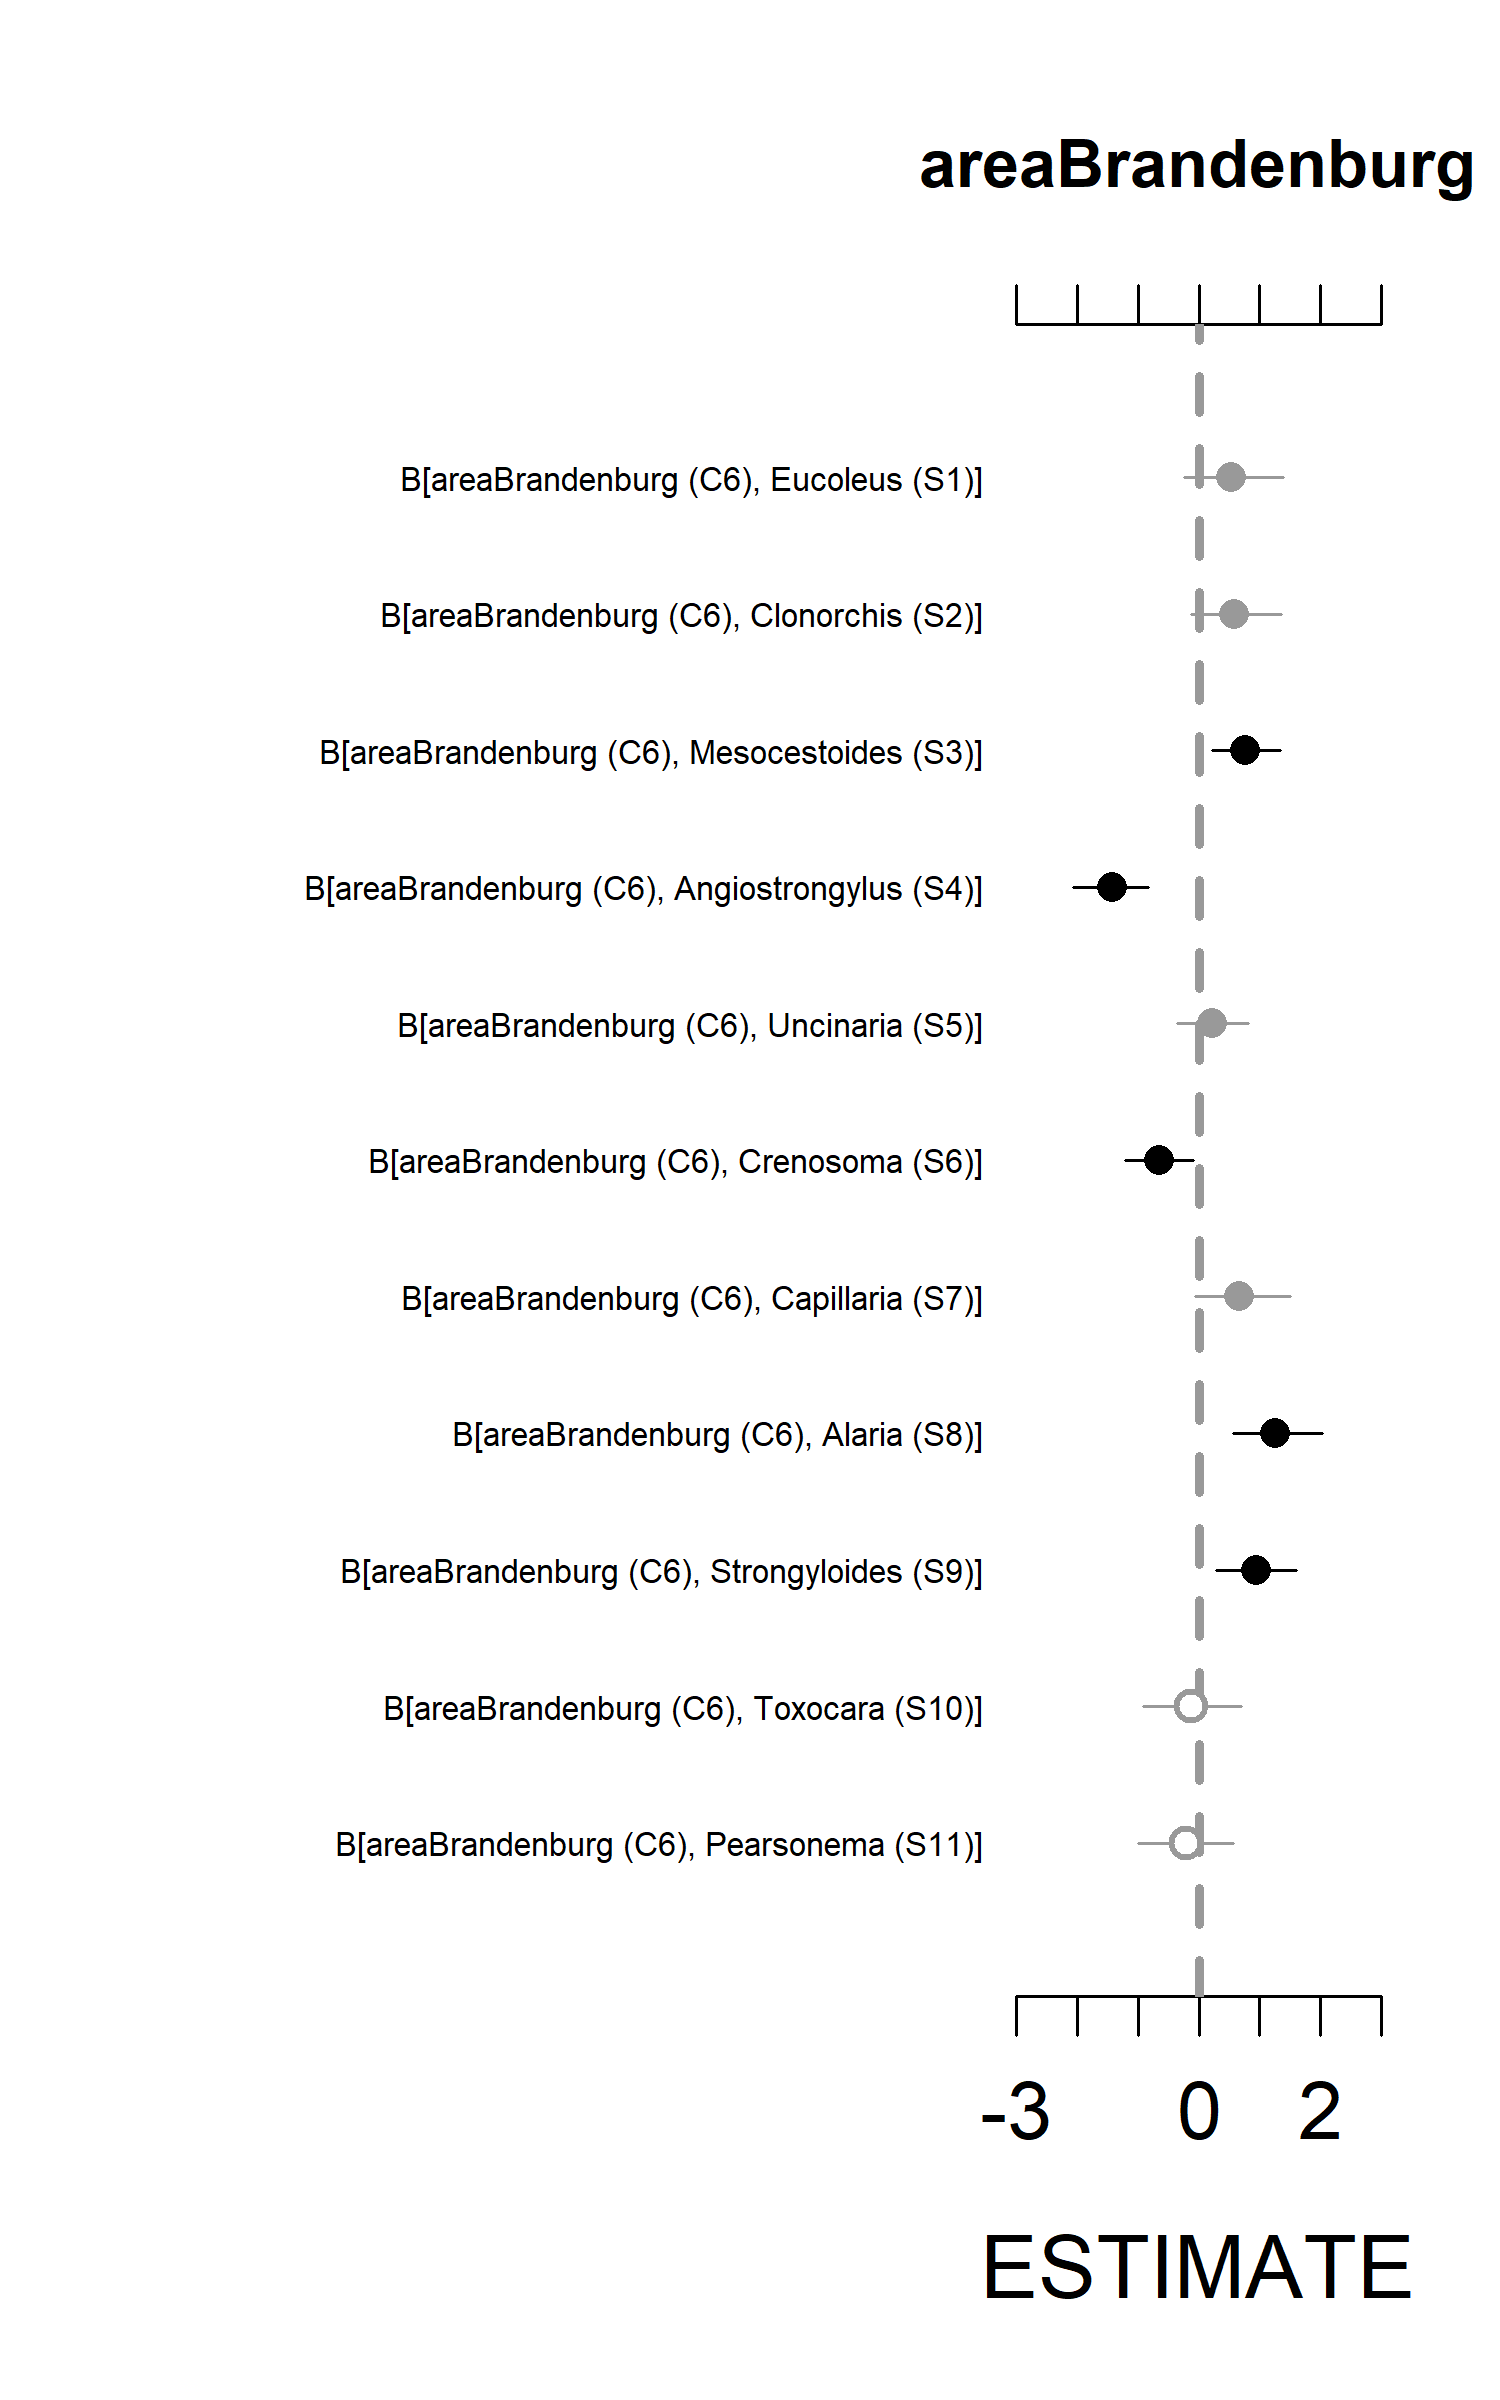 areaBrandenburg
B[areaBrandenburg (C6), Eucoleus (S1)]
B[areaBrandenburg (C6), Clonorchis (S2)]
B[areaBrandenburg (C6), Mesocestoides (S3)]
B[areaBrandenburg (C6), Angiostrongylus (S4)]
B[areaBrandenburg (C6), Uncinaria (S5)]
B[areaBrandenburg (C6), Crenosoma (S6)]
B[areaBrandenburg (C6), Capillaria (S7)]
B[areaBrandenburg (C6), Alaria (S8)]
B[areaBrandenburg (C6), Strongyloides (S9)]
B[areaBrandenburg (C6), Toxocara (S10)]
B[areaBrandenburg (C6), Pearsonema (S11)]
-3 0 2
ESTIMATE